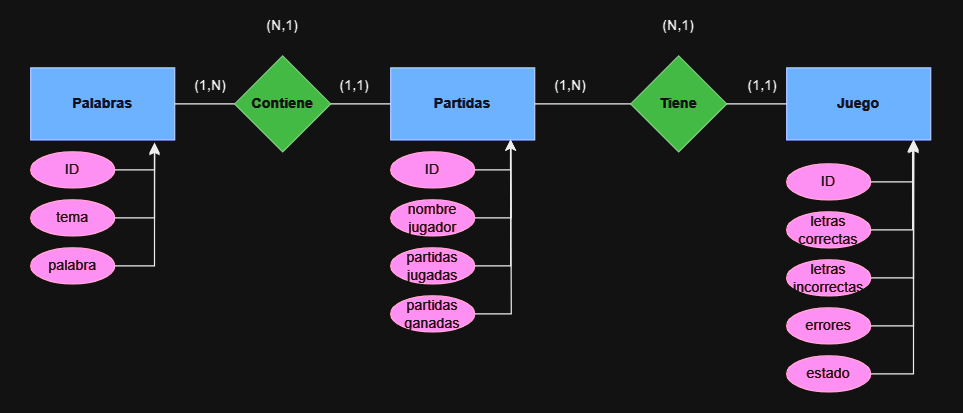 (N,1)
(N,1)
Palabras
(1,N)
Contiene
(1,1)
Partidas
(1,N)
Tiene
(1,1)
Juego
ID
tema
palabra
ID
nombre
jugador
partidas
jugadas
partidas
ganadas
ID
letras
correctas
letras
incorrectas
errores
estado